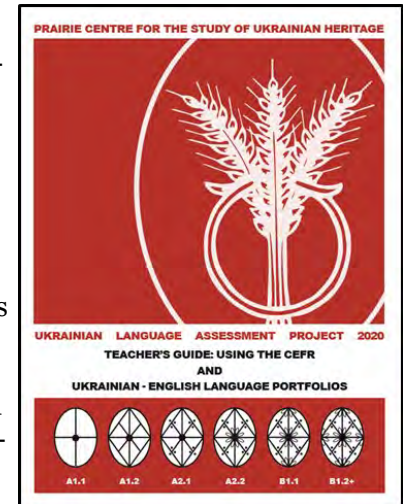 PRAIRIE CENTRE FOR THE STUDY OF UKRAINIAN HERITAGE
UKRAINIAN LANGUAGE ASSESSMENT PROJECT 2020
TEACHER'S GUIDE: USING THE CEFR
AND
UKRAINIAN - ENGLISH LANGUAGE PORTFOLIOS
A1.1 A1.2 A2.1 A2.2 B1.1 B1.2+